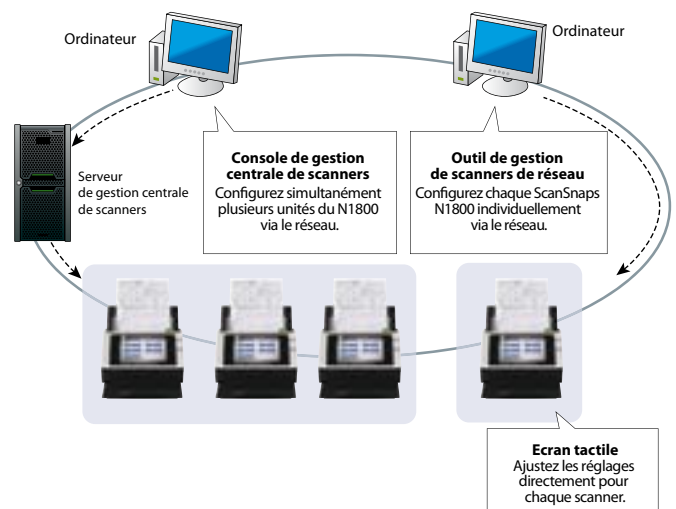 Ordinateur
Ordinateur
Serveur
de gestion centrale
de scanners
Console de gestion
centrale de scanners
Configurez simultanément
plusieurs unités du N1800
via le réseau.
Outil de gestion
de scanners de réseau
Configurez chaque ScanSnaps
N1800 individuellement
via le réseau.
Ecran tactile
Ajustez les réglages
directement pour
chaque scanner.